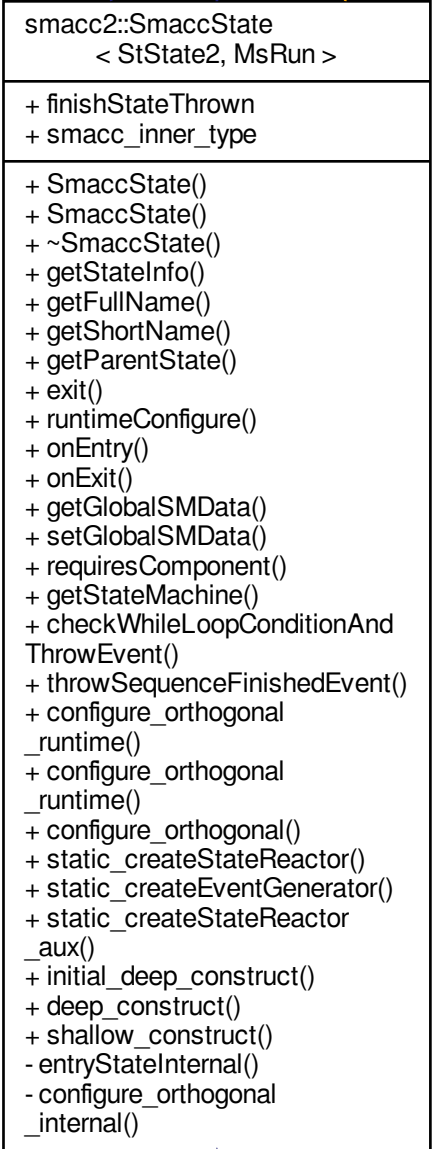 smacc2::SmaccState
< StState2, MsRun >
+ finishStateThrown
+ smacc_inner_type
+ SmaccState()
+ SmaccState()
+ ~SmaccState()
+ getStateInfo()
+ getFullName()
+ getShortName()
+ getParentState()
+ exit()
+ runtimeConfigure()
+ onEntry()
+ onExit()
+ getGlobalSMData()
+ setGlobalSMData()
+ requiresComponent()
+ getStateMachine()
+ checkWhileLoopConditionAnd
ThrowEvent()
+ throwSequenceFinishedEvent()
+ configure_orthogonal
_runtime()
+ configure_orthogonal
_runtime()
+ configure_orthogonal()
+ static_createStateReactor()
+ static_createEventGenerator()
+ static_createStateReactor
_aux()
+ initial_deep_construct()
+ deep_construct()
+ shallow_construct()
- entryStateInternal()
- configure_orthogonal
_internal()